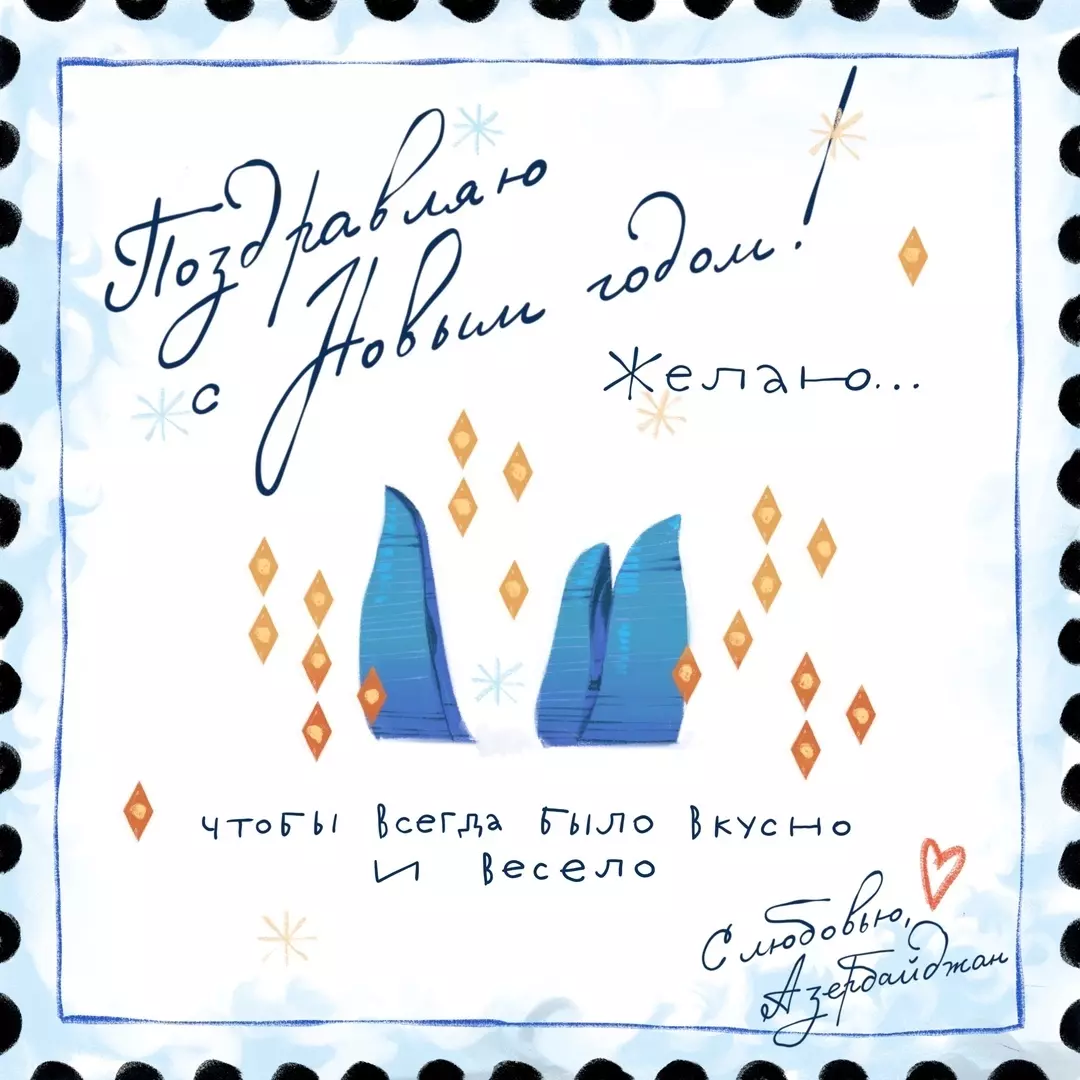 Поздравляю
с Новым годом!
Желаю...
чтобы всегда было вкусно
и весело
С любовью,
Азербайджан